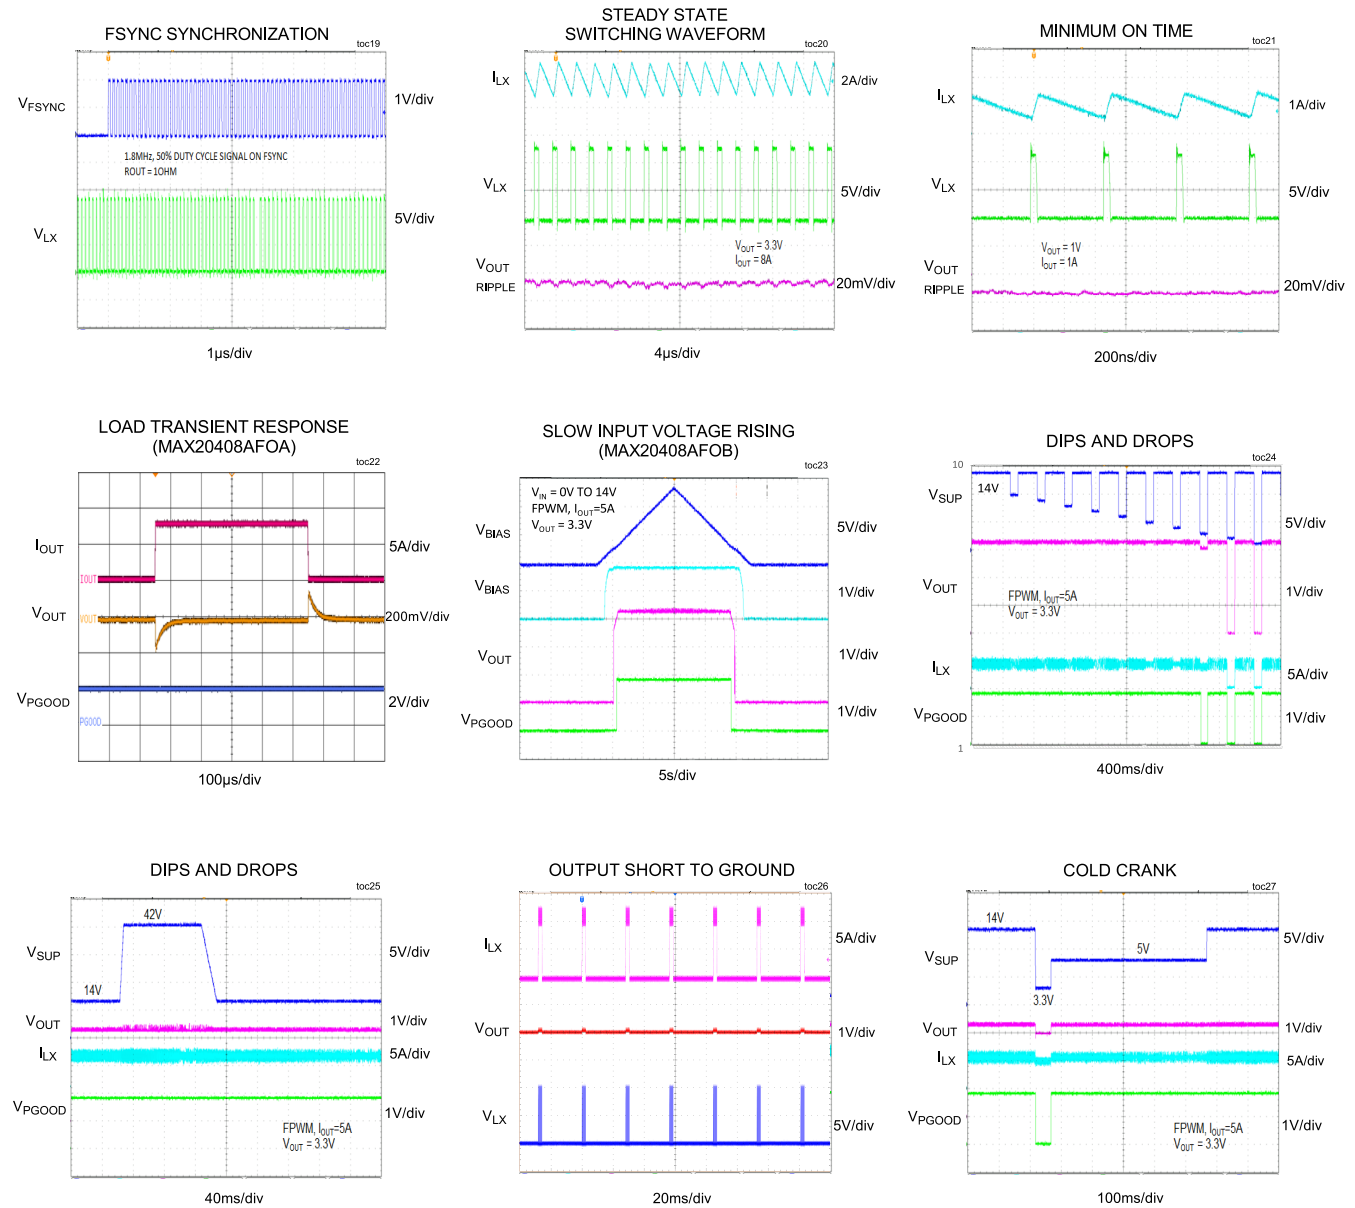 FSYNC SYNCHRONIZATION
toc19
VFSYNC
1V/div
1.8MHz, 50% DUTY CYCLE SIGNAL ON FSYNC
ROUT = 1OHM
VLX
5V/div
1µs/div
STEADY STATE
SWITCHING WAVEFORM
toc20
ILX
2A/div
VLX
5V/div
VOUT = 3.3V
IOUT = 8A
VOUT
RIPPLE
20mV/div
4µs/div
MINIMUM ON TIME
toc21
ILX
1A/div
VLX
5V/div
VOUT = 1V
IOUT = 1A
VOUT
RIPPLE
20mV/div
200ns/div
LOAD TRANSIENT RESPONSE
(MAX20408AFOA)
toc22
IOUT
5A/div
IOUT
VOUT
VOUT
200mV/div
VPGOOD
2V/div
PGOOD
100µs/div
SLOW INPUT VOLTAGE RISING
(MAX20408AFOB)
toc23
VIN = 0V TO 14V
FPWM, IOUT=5A
VOUT = 3.3V
VBIAS
5V/div
VBIAS
1V/div
VOUT
1V/div
VPGOOD
1V/div
5s/div
DIPS AND DROPS
toc24
10
VSUP
14V
5V/div
VOUT
1V/div
FPWM, IOUT=5A
VOUT = 3.3V
ILX
5A/div
VPGOOD
1V/div
1
400ms/div
DIPS AND DROPS
toc25
42V
VSUP
5V/div
14V
VOUT
1V/div
ILX
5A/div
VPGOOD
1V/div
FPWM, IOUT=5A
VOUT = 3.3V
40ms/div
OUTPUT SHORT TO GROUND
toc26
ILX
5A/div
VOUT
1V/div
VLX
5V/div
20ms/div
COLD CRANK
toc27
14V
5V/div
5V
VSUP
3.3V
VOUT
1V/div
ILX
5A/div
VPGOOD
1V/div
FPWM, IOUT=5A
VOUT = 3.3V
100ms/div